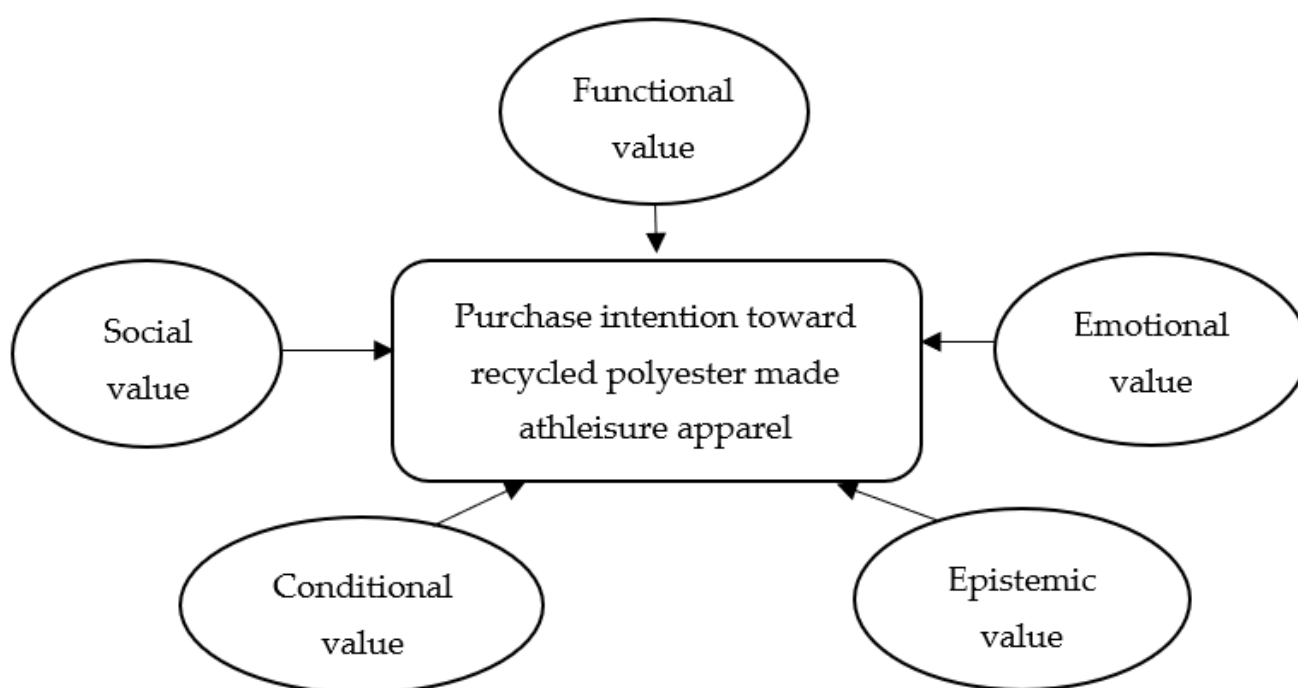 Functional
value
Social
value
Purchase intention toward
recycled polyester made
athleisure apparel
Emotional
value
Conditional
value
Epistemic
value